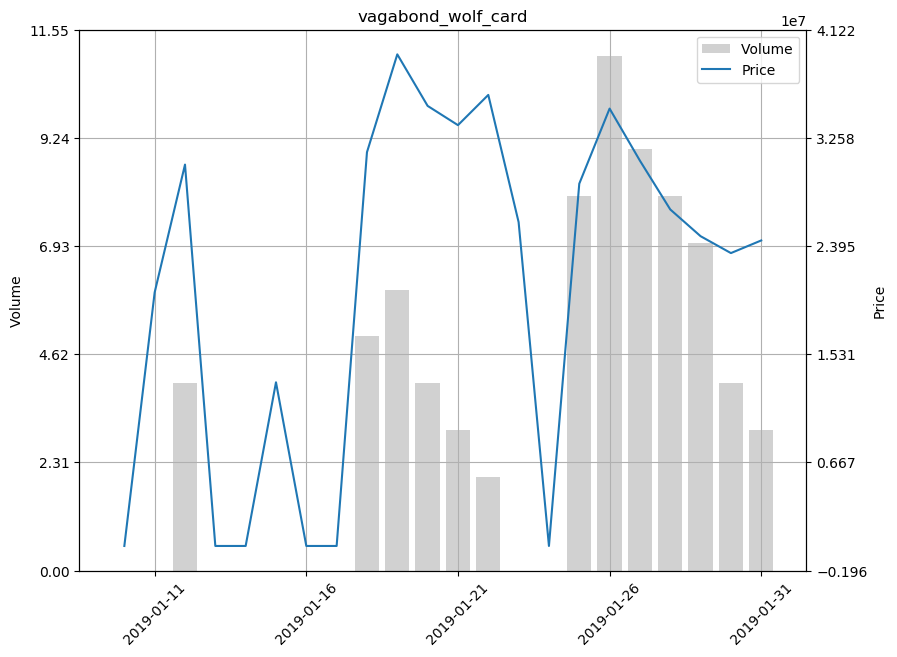 vagabond_wolf_card
1e7
11.55
9.24
6.93
4.62
2.31
0.00
Volume
4.122
3.258
2.395
1.531
0.667
−0.196
Price
Volume
Price
2019-01-11
2019-01-16
2019-01-21
2019-01-26
2019-01-31